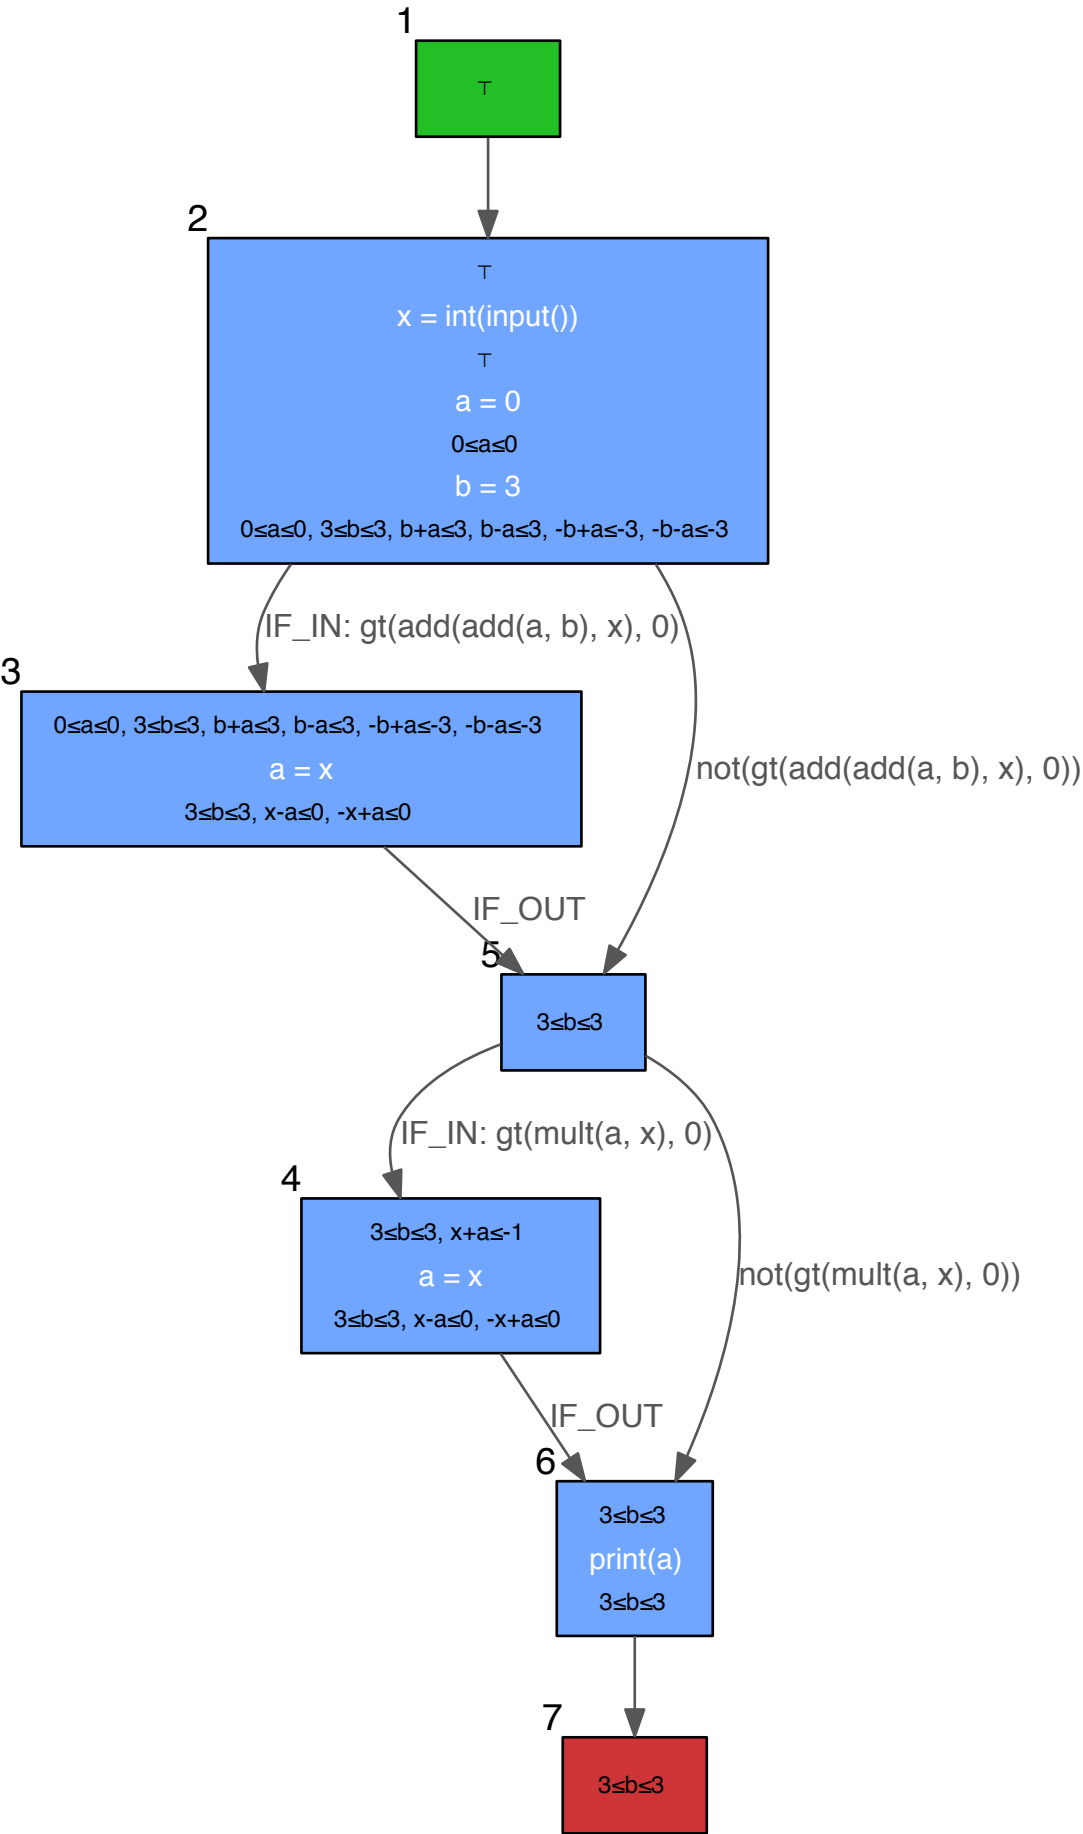 1
⊤
2
⊤
x = int(input())
⊤
a = 0
0≤a≤0
b = 3
0≤a≤0, 3≤b≤3, b+a≤3, b-a≤3, -b+a≤-3, -b-a≤-3
IF_IN: gt(add(add(a, b), x), 0)
3
0≤a≤0, 3≤b≤3, b+a≤3, b-a≤3, -b+a≤-3, -b-a≤-3
a = x
3≤b≤3, x-a≤0, -x+a≤0
not(gt(add(add(a, b), x), 0))
IF_OUT
5
3≤b≤3
IF_IN: gt(mult(a, x), 0)
4
3≤b≤3, x+a≤-1
a = x
3≤b≤3, x-a≤0, -x+a≤0
not(gt(mult(a, x), 0))
IF_OUT
6
3≤b≤3
print(a)
3≤b≤3
7
3≤b≤3